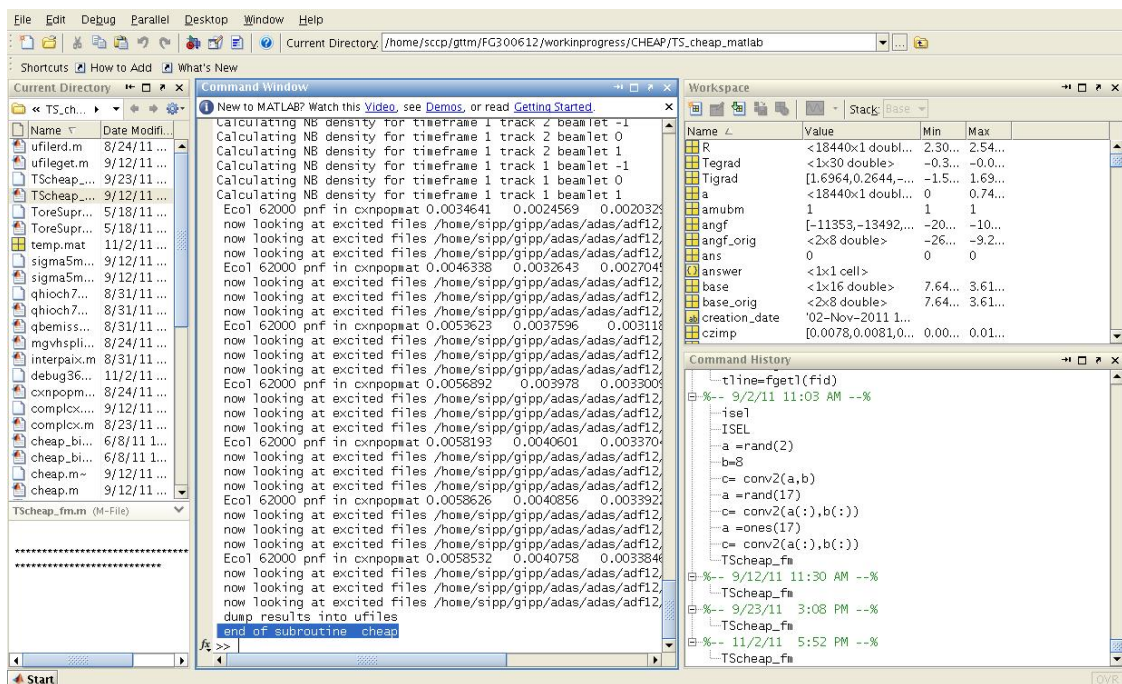 File Edit Debug Parallel Desktop Window Help
Current Directory: /home/sccp/gttm/FG300612/workinprogress/CHEAP/TS_cheap_matlab
Shortcuts How to Add What's New
Current Directory
« TS_ch...
Name Date Modifi...
ufilerd.m 8/24/11 ...
ufileget.m 9/12/11 ...
TScheap_... 9/23/11 ...
TScheap_... 9/12/11 ...
ToreSupr... 5/18/11 ...
ToreSupr... 5/18/11 ...
temp.mat 11/2/11 ...
sigma5m... 9/12/11 ...
sigma5m... 9/12/11 ...
qhioch7... 8/31/11 ...
qhioch7... 8/31/11 ...
qbemiss... 8/31/11 ...
mgvhspli... 8/24/11 ...
interpaix.m 8/31/11 ...
debug36... 11/2/11 ...
cxnpopm... 8/24/11 ...
complcx.... 9/12/11 ...
complcx.m 8/23/11 ...
cheap_bi... 6/8/11 1...
cheap_bi... 6/8/11 1...
cheap.m~ 9/12/11 ...
cheap.m 9/12/11 ...
TScheap_fm.m (M-File)
Command Window
New to MATLAB? Watch this Video, see Demos, or read Getting Started.
Calculating NB density for timeframe 1 track 2 beamlet -1
Calculating NB density for timeframe 1 track 2 beamlet 0
Calculating NB density for timeframe 1 track 2 beamlet 1
Calculating NB density for timeframe 1 track 1 beamlet -1
Calculating NB density for timeframe 1 track 1 beamlet 0
Calculating NB density for timeframe 1 track 1 beamlet 1
Ecol 62000 pnf in cxnpopmat 0.0034641 0.0024569 0.0020329
now looking at excited files /home/sipp/gipp/adas/adas/adf12,
now looking at excited files /home/sipp/gipp/adas/adas/adf12,
now looking at excited files /home/sipp/gipp/adas/adas/adf12,
Ecol 62000 pnf in cxnpopmat 0.0046338 0.0032643 0.0027045
now looking at excited files /home/sipp/gipp/adas/adas/adf12,
now looking at excited files /home/sipp/gipp/adas/adas/adf12,
now looking at excited files /home/sipp/gipp/adas/adas/adf12,
Ecol 62000 pnf in cxnpopmat 0.0053623 0.0037596 0.003118
now looking at excited files /home/sipp/gipp/adas/adas/adf12,
now looking at excited files /home/sipp/gipp/adas/adas/adf12,
now looking at excited files /home/sipp/gipp/adas/adas/adf12,
Ecol 62000 pnf in cxnpopmat 0.0056892 0.003978 0.0033009
now looking at excited files /home/sipp/gipp/adas/adas/adf12,
now looking at excited files /home/sipp/gipp/adas/adas/adf12,
now looking at excited files /home/sipp/gipp/adas/adas/adf12,
Ecol 62000 pnf in cxnpopmat 0.0058193 0.0040601 0.0033704
now looking at excited files /home/sipp/gipp/adas/adas/adf12,
now looking at excited files /home/sipp/gipp/adas/adas/adf12,
now looking at excited files /home/sipp/gipp/adas/adas/adf12,
Ecol 62000 pnf in cxnpopmat 0.0058626 0.0040856 0.0033922
now looking at excited files /home/sipp/gipp/adas/adas/adf12,
now looking at excited files /home/sipp/gipp/adas/adas/adf12,
now looking at excited files /home/sipp/gipp/adas/adas/adf12,
Ecol 62000 pnf in cxnpopmat 0.0058532 0.0040758 0.0033846
now looking at excited files /home/sipp/gipp/adas/adas/adf12,
now looking at excited files /home/sipp/gipp/adas/adas/adf12,
now looking at excited files /home/sipp/gipp/adas/adas/adf12,
dump results into ufiles
end of subroutine cheap
fx >>
Workspace
Stack: Base
Name Value Min Max
R <18440x1 doubl... 2.30... 2.54...
Tegrad <1x30 double> -0.3... -0.0...
Tigrad [1.6964,0.2644,-... -1.5... 1.69...
a <18440x1 doubl... 0 0.74...
amubm 1 1 1
angf [-11353,-13492,... -20... -10...
angf_orig <2x8 double> -26... -9.2...
ans 0 0 0
answer <1x1 cell>
base <1x16 double> 7.64... 3.61...
base_orig <2x8 double> 7.64... 3.61...
creation_date '02-Nov-2011 1...
czimp [0.0078,0.0081,0... 0.00... 0.01...
Command History
tline=fgetl(fid)
%-- 9/2/11 11:03 AM --%
isel
ISEL
a =rand(2)
b=8
c= conv2(a,b)
a =rand(17)
c= conv2(a(:),b(:))
a =ones(17)
c= conv2(a(:),b(:))
TScheap_fm
%-- 9/12/11 11:30 AM --%
TScheap_fm
%-- 9/23/11 3:08 PM --%
TScheap_fm
%-- 11/2/11 5:52 PM --%
TScheap_fm
Start
OVR